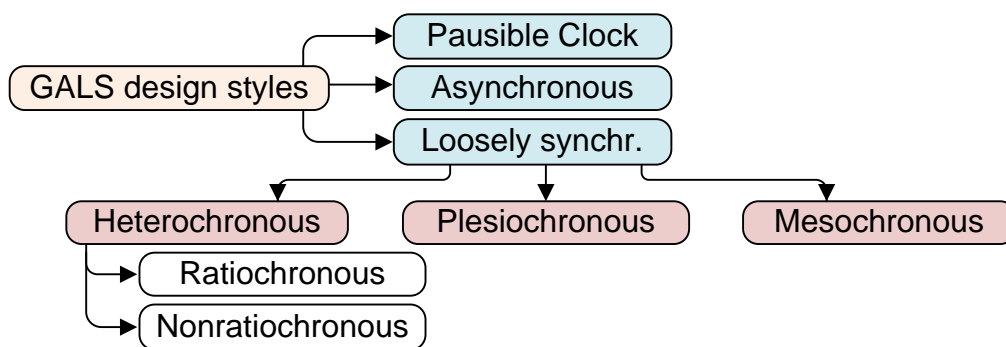 Pausible Clock
GALS design styles
Asynchronous
Loosely synchr.
Heterochronous
Plesiochronous
Mesochronous
Ratiochronous
Nonratiochronous